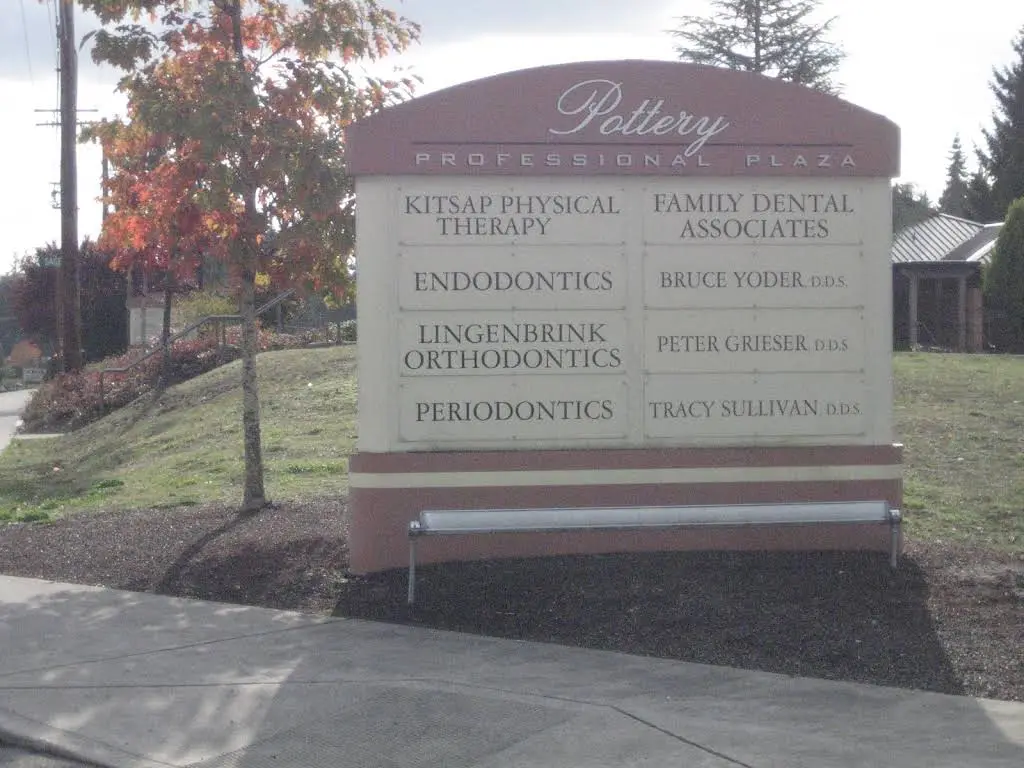 Pottery
PROFESSIONAL PLAZA
KITSAP PHYSICAL
THERAPY
ENDODONTICS
LINGENBRINK
ORTHODONTICS
PERIODONTICS
FAMILY DENTAL
ASSOCIATES
BRUCE YODER D.D.S.
PETER GRIESER D.D.S
TRACY SULLIVAN D.D.S.